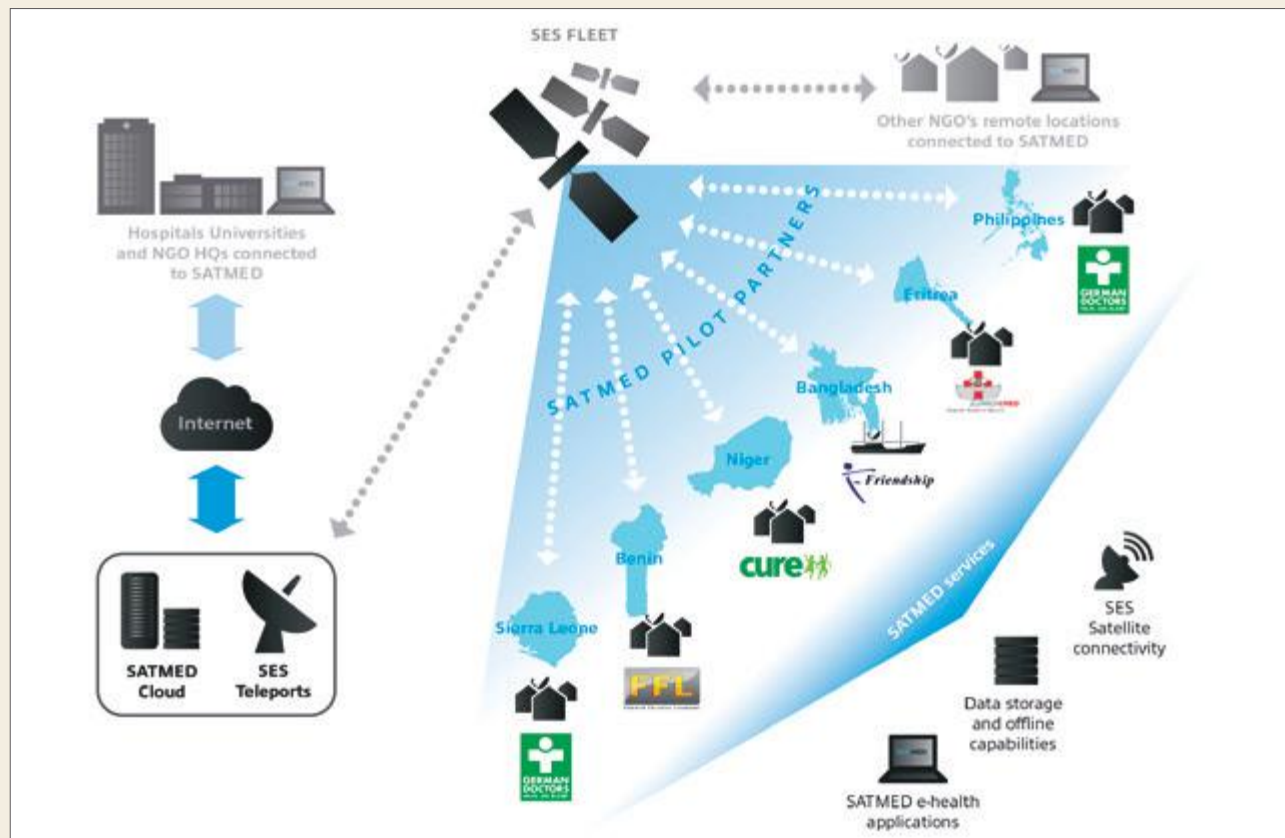 SES FLEET
Other NGO's remote locations
connected to SATMED
Hospitals Universities
and NGO HQs connected
to SATMED
Internet
SATMED
Cloud
SES
Teleports
SATMED PILOT PARTNERS
Philippines
GERMAN
DOCTORS
Eritrea
Bangladesh
Friendship
Niger
cure
Benin
FFL
Sierra Leone
GERMAN
DOCTORS
SATMED services
SES
Satellite
connectivity
Data storage
and offline
capabilities
SATMED e-health
applications